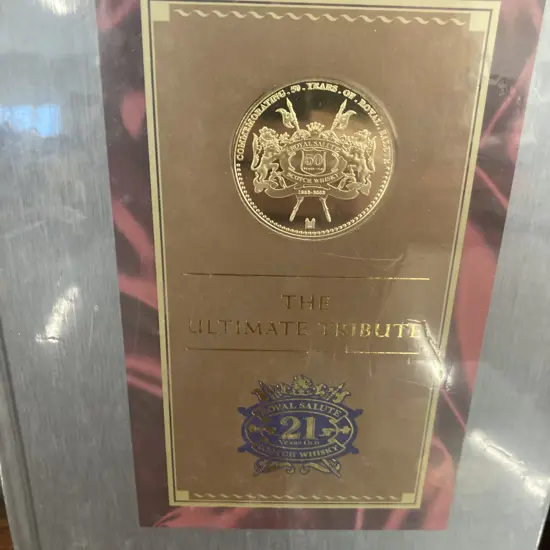 COMMEMORATING.50.YEARS.OF.ROYAL.SALUTE
ROYAL SALUTE
50
SCOTCH WHISKY
1953-2003
THE
ULTIMATE TRIBUTE
ROYAL SALUTE
21
YEARS OLD
SCOTCH WHISKY